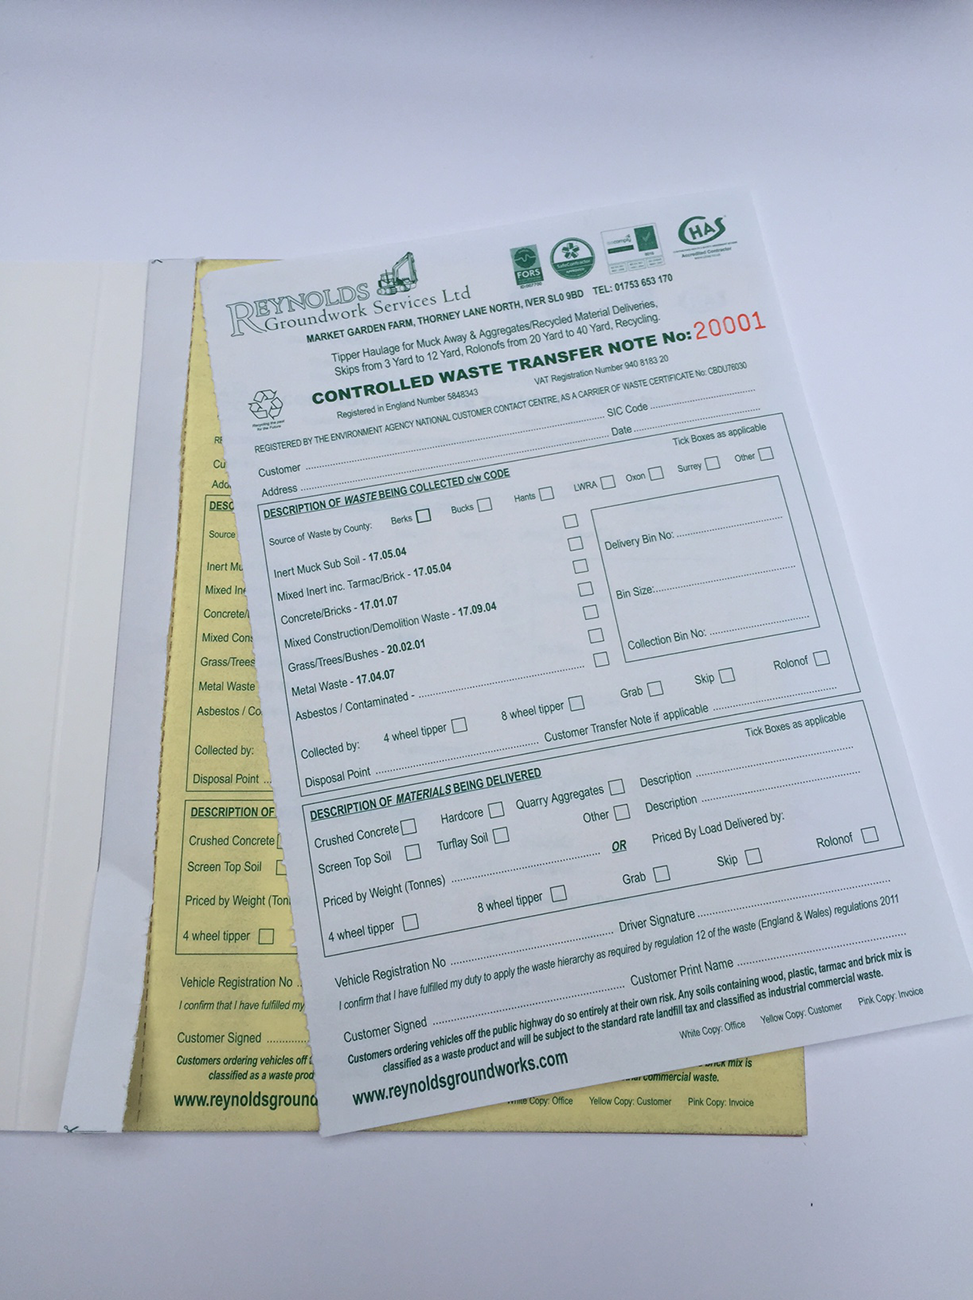 REYNOLDS
Groundwork Services Ltd
FORS
SafeContractor
CHAS
Accredited Contractor
MARKET GARDEN FARM, THORNEY LANE NORTH, IVER SL0 9BD TEL: 01753 653 170
Tipper Haulage for Muck Away & Aggregates/Recycled Material Deliveries,
Skips from 3 Yard to 12 Yard, Rolonofs from 20 Yard to 40 Yard, Recycling.
CONTROLLED WASTE TRANSFER NOTE No: 20001
Registered in England Number 5848343 VAT Registration Number 940 8183 20
Recycling the past
for the Future
REGISTERED BY THE ENVIRONMENT AGENCY NATIONAL CUSTOMER CONTACT CENTRE, AS A CARRIER OF WASTE CERTIFICATE No: CBDU76030
Customer SIC Code
Address Date
DESCRIPTION OF WASTE BEING COLLECTED c/w CODE Tick Boxes as applicable
Source of Waste by County: Berks Bucks Hants LWRA Oxon Surrey Other
Inert Muck Sub Soil - 17.05.04
Mixed Inert inc. Tarmac/Brick - 17.05.04
Concrete/Bricks - 17.01.07
Mixed Construction/Demolition Waste - 17.09.04
Grass/Trees/Bushes - 20.02.01
Metal Waste - 17.04.07
Asbestos / Contaminated -
Delivery Bin No:
Bin Size:
Collection Bin No:
Collected by: 4 wheel tipper 8 wheel tipper Grab Skip Rolonof
Disposal Point Customer Transfer Note if applicable
DESCRIPTION OF MATERIALS BEING DELIVERED Tick Boxes as applicable
Crushed Concrete Hardcore Quarry Aggregates Description
Screen Top Soil Turflay Soil Other Description
Priced by Weight (Tonnes) OR Priced By Load Delivered by:
4 wheel tipper 8 wheel tipper Grab Skip Rolonof
Vehicle Registration No Driver Signature
I confirm that I have fulfilled my duty to apply the waste hierarchy as required by regulation 12 of the waste (England & Wales) regulations 2011
Customer Signed Customer Print Name
Customers ordering vehicles off the public highway do so entirely at their own risk. Any soils containing wood, plastic, tarmac and brick mix is
classified as a waste product and will be subject to the standard rate landfill tax and classified as industrial commercial waste.
www.reynoldsgroundworks.com White Copy: Office Yellow Copy: Customer Pink Copy: Invoice
RE
Cu
Add
DESC
Source
Inert Mu
Mixed Ine
Concrete/
Mixed Cons
Grass/Trees
Metal Waste
Asbestos / Co
Collected by:
Disposal Point
DESCRIPTION OF
Crushed Concrete
Screen Top Soil
Priced by Weight (Ton
4 wheel tipper
Vehicle Registration No
I confirm that I have fulfilled my
Customer Signed
Customers ordering vehicles off brick mix is
classified as a waste prod commercial waste.
www.reynoldsground White Copy: Office Yellow Copy: Customer Pink Copy: Invoice